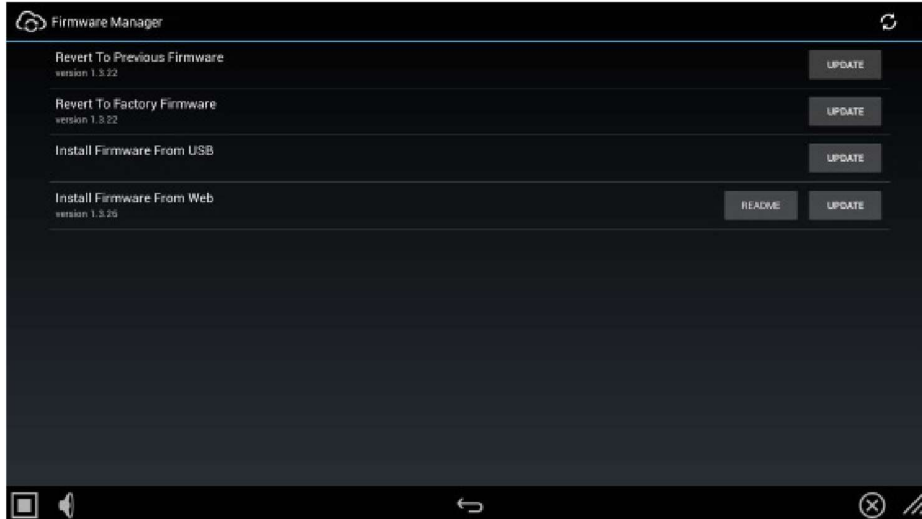 Firmware Manager
Revert To Previous Firmware
version 1.3.22
UPDATE
Revert To Factory Firmware
version 1.3.22
UPDATE
Install Firmware From USB
UPDATE
Install Firmware From Web
version 1.3.26
README
UPDATE